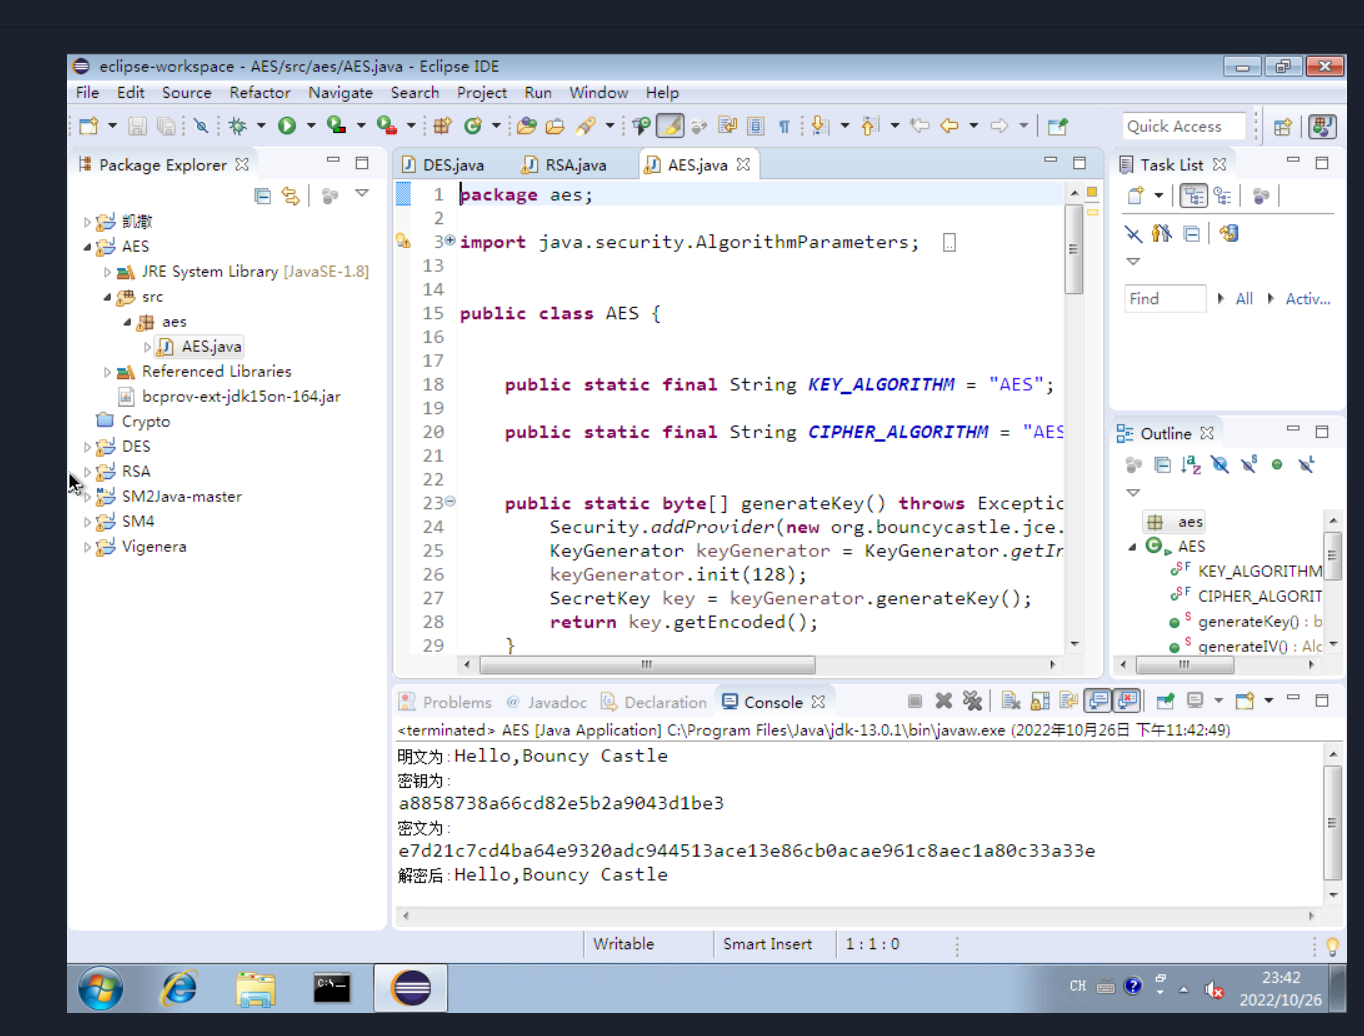 eclipse-workspace - AES/src/aes/AES.java - Eclipse IDE
File Edit Source Refactor Navigate Search Project Run Window Help
Quick Access
Package Explorer
凯撒
AES
JRE System Library [JavaSE-1.8]
src
aes
AES.java
Referenced Libraries
bcprov-ext-jdk15on-164.jar
Crypto
DES
RSA
SM2Java-master
SM4
Vigenera
DES.java RSA.java AES.java
1 package aes;
2
3 import java.security.AlgorithmParameters;
13
14
15 public class AES {
16
17
18 public static final String KEY_ALGORITHM = "AES";
19
20 public static final String CIPHER_ALGORITHM = "AES
21
22
23 public static byte[] generateKey() throws Exceptic
24 Security.addProvider(new org.bouncycastle.jce.
25 KeyGenerator keyGenerator = KeyGenerator.getIr
26 keyGenerator.init(128);
27 SecretKey key = keyGenerator.generateKey();
28 return key.getEncoded();
29 }
Task List
Find All Activ...
Outline
aes
AES
KEY_ALGORITHM
CIPHER_ALGORIT
generateKey() : b
generateIV() : Alc
Problems @ Javadoc Declaration Console
<terminated> AES [Java Application] C:\Program Files\Java\jdk-13.0.1\bin\javaw.exe (2022年10月26日 下午11:42:49)
明文为:Hello,Bouncy Castle
密钥为:
a8858738a66cd82e5b2a9043d1be3
密文为:
e7d21c7cd4ba64e9320adc944513ace13e86cb0acae961c8aec1a80c33a33e
解密后:Hello,Bouncy Castle
Writable Smart Insert 1 : 1 : 0
C:\_
CH
23:42
2022/10/26